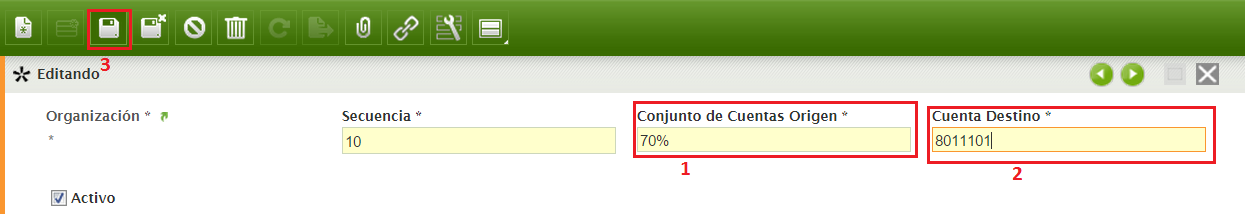 3
Editando
Organización * Secuencia * Conjunto de Cuentas Origen * Cuenta Destino *
* 10 70% 8011101
1 2
Activo